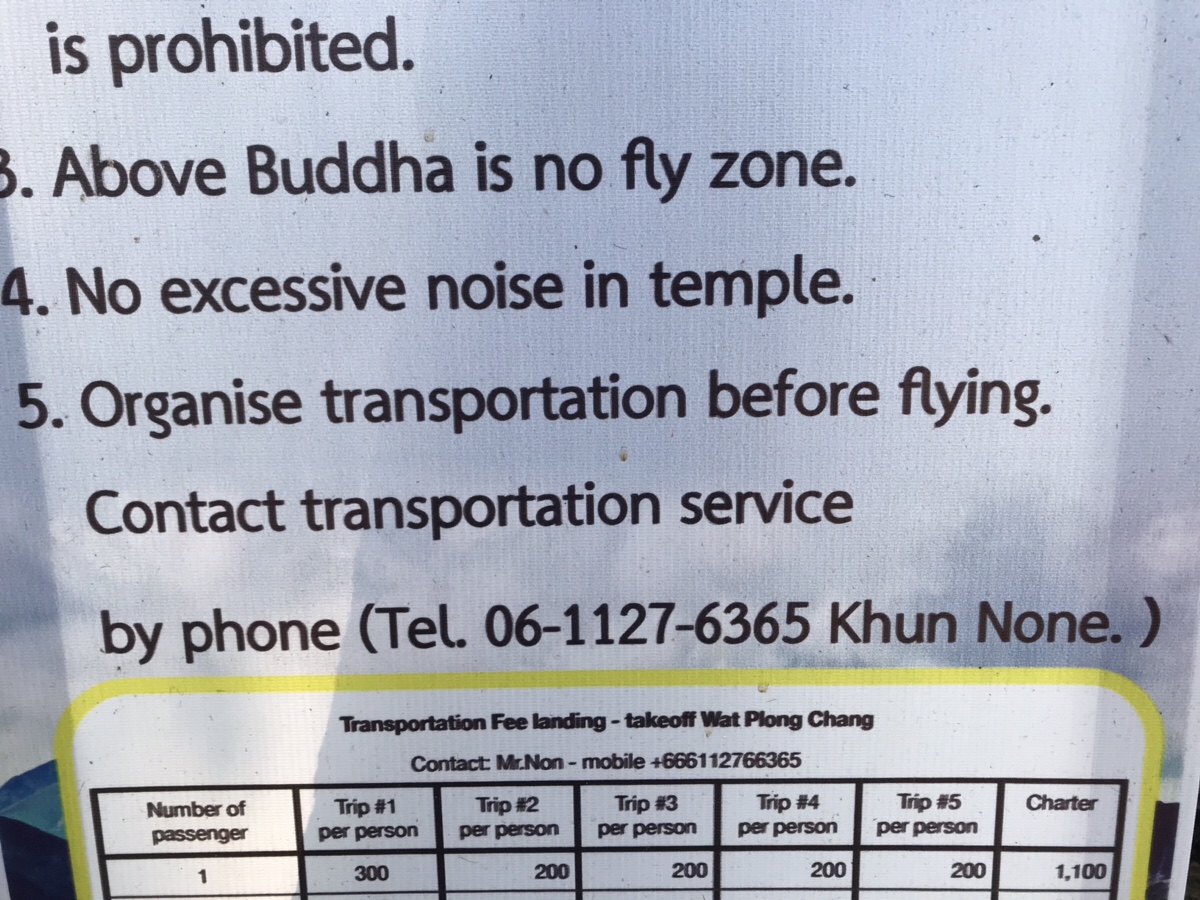 is prohibited.
3. Above Buddha is no fly zone.
4. No excessive noise in temple.
5. Organise transportation before flying.
Contact transportation service
by phone (Tel. 06-1127-6365 Khun None. )
Transportation Fee landing - takeoff Wat Plong Chang
Contact: Mr.Non - mobile +666112766365
Number of passenger Trip #1 per person Trip #2 per person Trip #3 per person Trip #4 per person Trip #5 per person Charter
1 300 200 200 200 200 1,100